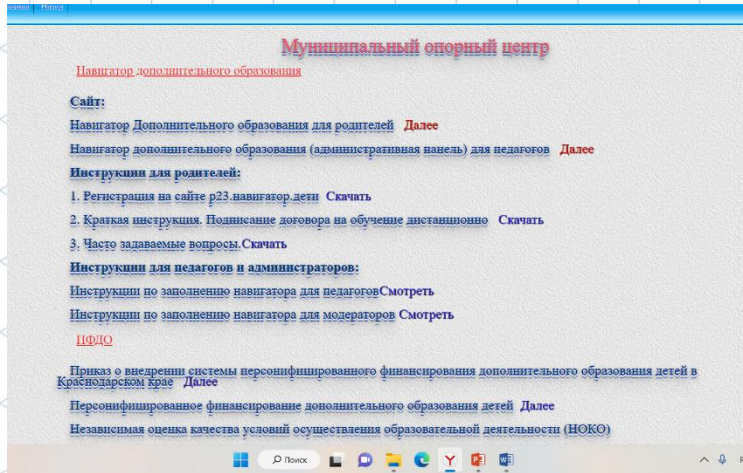 Назад
Муниципальный опорный центр
Навигатор дополнительного образования
Сайт:
Навигатор Дополнительного образования для родителей Далее
Навигатор дополнительного образования (административная панель) для педагогов Далее
Инструкции для родителей:
1. Регистрация на сайте р23.навигатор.дети Скачать
2. Краткая инструкция. Подписание договора на обучение дистанционно Скачать
3. Часто задаваемые вопросы.Скачать
Инструкции для педагогов и администраторов:
Инструкции по заполнению навигатора для педагоговСмотреть
Инструкции по заполнению навигатора для модераторов Смотреть
ПФДО
Приказ о внедрении системы персонифицированного финансирования дополнительного образования детей в
Краснодарском крае Далее
Персонифицированное финансирование дополнительного образования детей Далее
Независимая оценка качества условий осуществления образовательной деятельности (НОКО)
Поиск